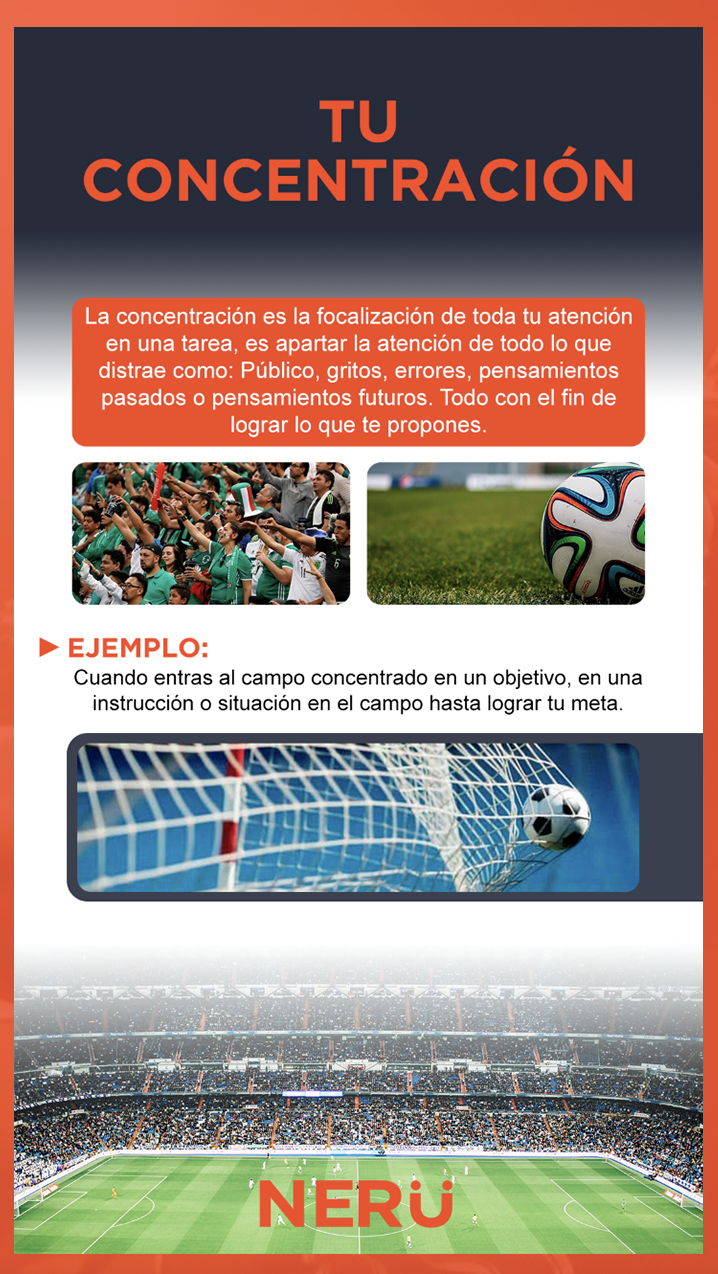 TU
CONCENTRACIÓN
La concentración es la focalización de toda tu atención
en una tarea, es apartar la atención de todo lo que
distrae como: Público, gritos, errores, pensamientos
pasados o pensamientos futuros. Todo con el fin de
lograr lo que te propones.
EJEMPLO:
Cuando entras al campo concentrado en un objetivo, en una
instrucción o situación en el campo hasta lograr tu meta.
NERÜ